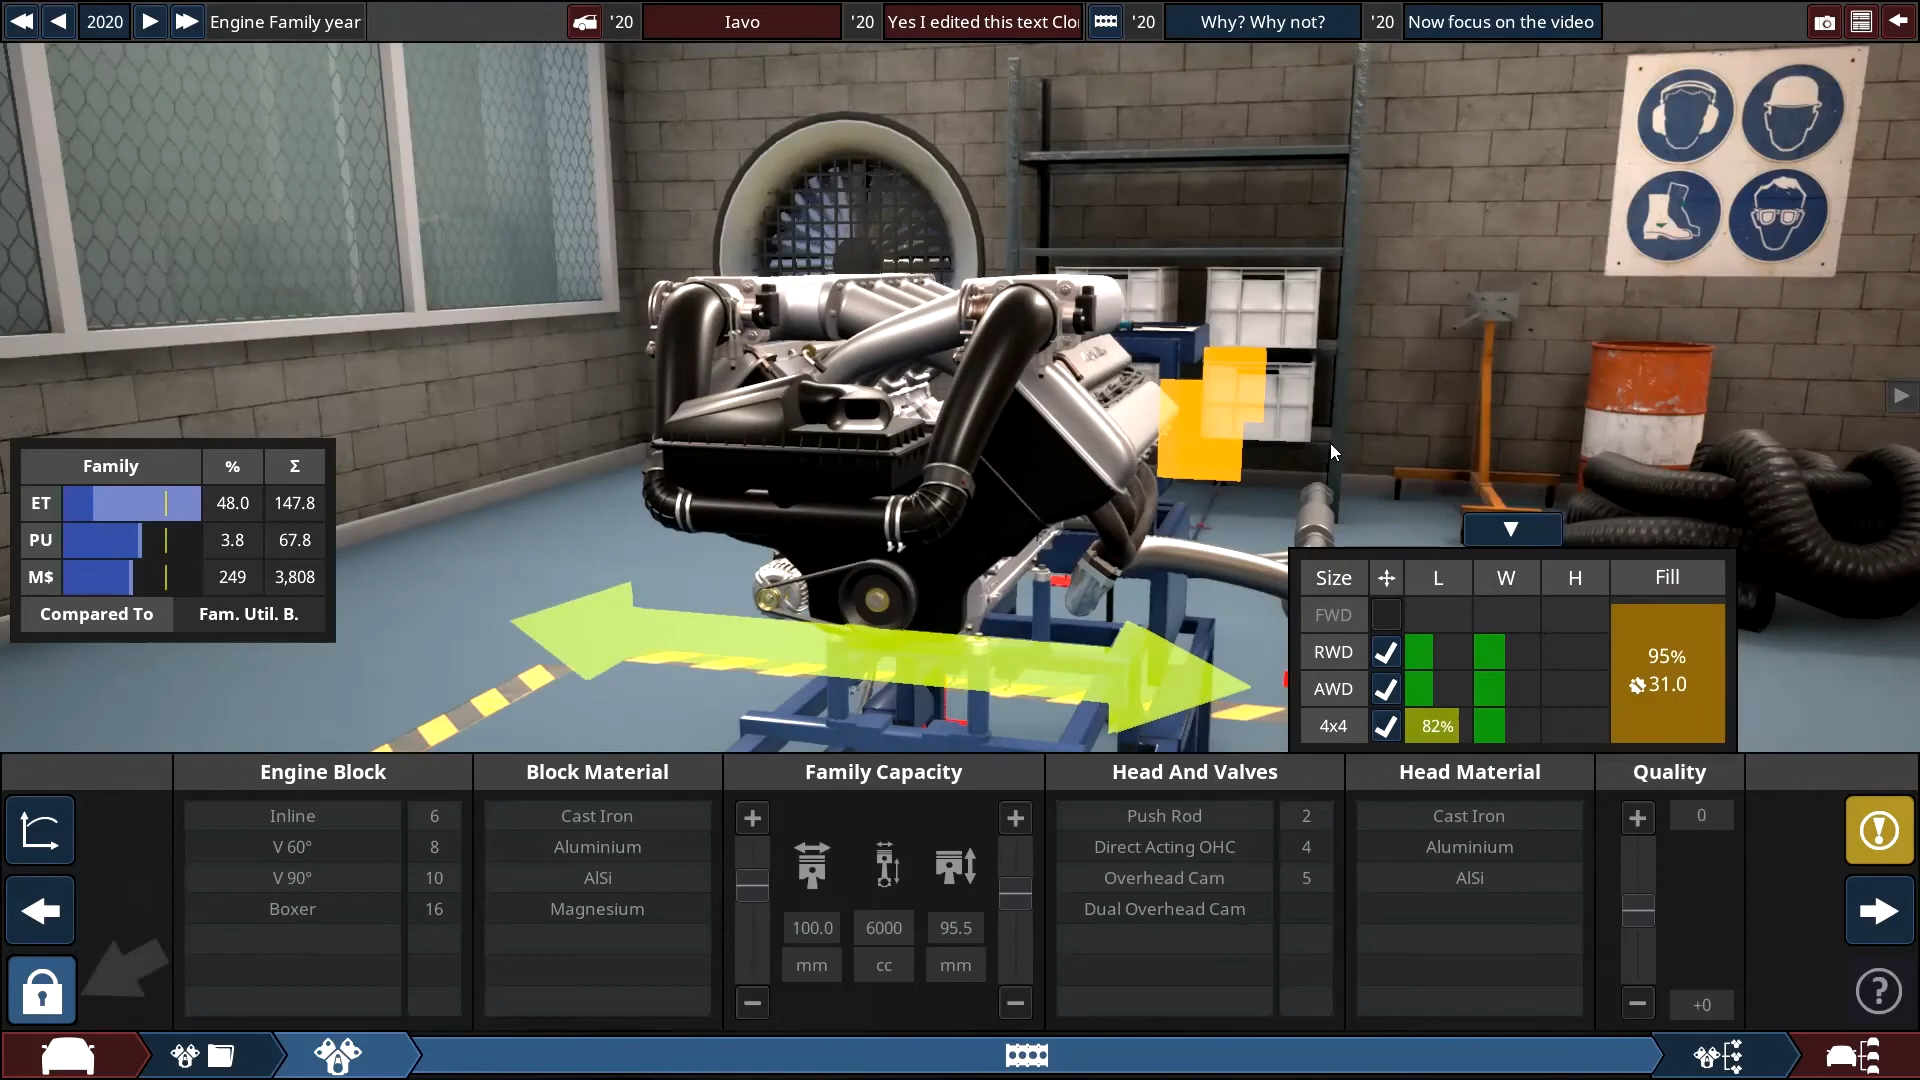 2020 Engine Family year '20 Iavo '20 Yes I edited this text Clo '20 Why? Why not? '20 Now focus on the video
Family % Σ
ET 48.0 147.8
PU 3.8 67.8
M$ 249 3,808
Compared To Fam. Util. B.
Size L W H Fill
FWD
RWD
AWD
4x4 82%
95%
31.0
Engine Block Block Material Family Capacity Head And Valves Head Material Quality
Inline 6 Cast Iron Push Rod 2 Cast Iron 0
V 60° 8 Aluminium Direct Acting OHC 4 Aluminium
V 90° 10 AlSi Overhead Cam 5 AlSi
Boxer 16 Magnesium Dual Overhead Cam
100.0 6000 95.5
mm cc mm
+0